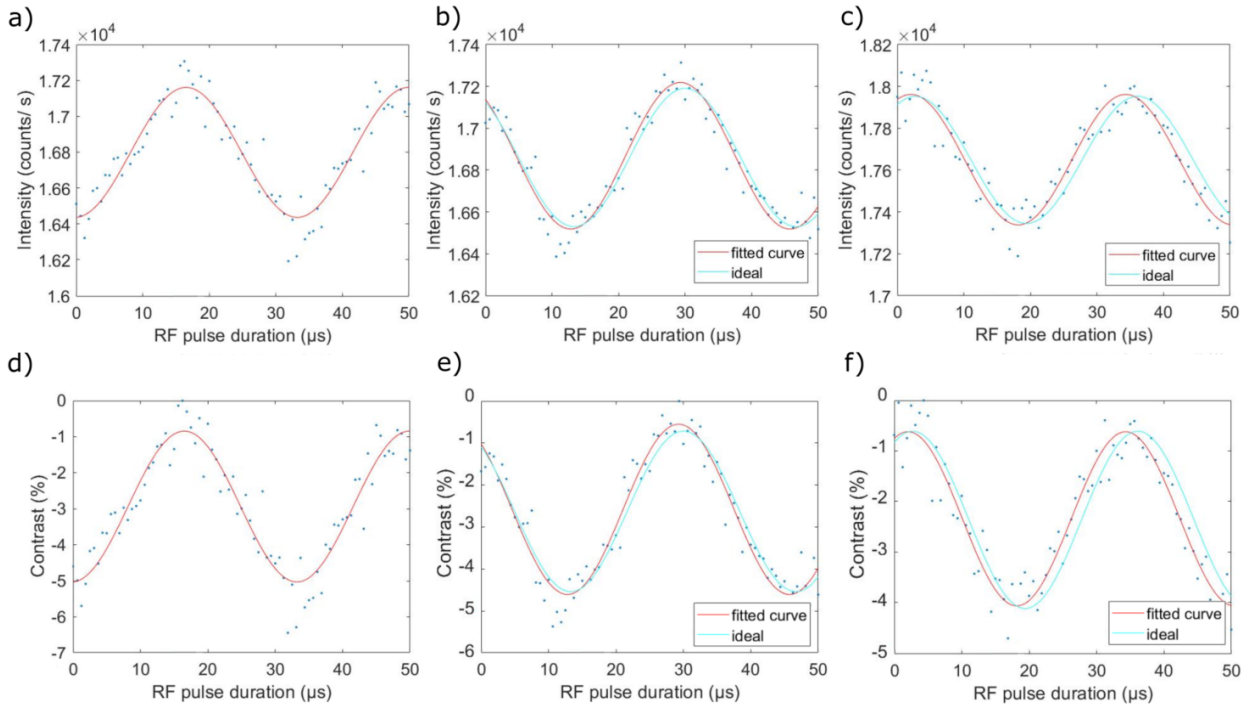 a)
×10⁴
1.74
1.72
1.7
1.68
1.66
1.64
1.62
1.6
Intensity (counts/ s)
0 10 20 30 40 50
RF pulse duration (µs)
b)
×10⁴
1.74
1.72
1.7
1.68
1.66
1.64
1.62
Intensity (counts/ s)
fitted curve
ideal
0 10 20 30 40 50
RF pulse duration (µs)
c)
×10⁴
1.82
1.8
1.78
1.76
1.74
1.72
1.7
Intensity (counts/ s)
fitted curve
ideal
0 10 20 30 40 50
RF pulse duration (µs)
d)
0
-1
-2
-3
-4
-5
-6
-7
Contrast (%)
0 10 20 30 40 50
RF pulse duration (µs)
e)
0
-1
-2
-3
-4
-5
-6
Contrast (%)
fitted curve
ideal
0 10 20 30 40 50
RF pulse duration (µs)
f)
0
-1
-2
-3
-4
-5
Contrast (%)
fitted curve
ideal
0 10 20 30 40 50
RF pulse duration (µs)